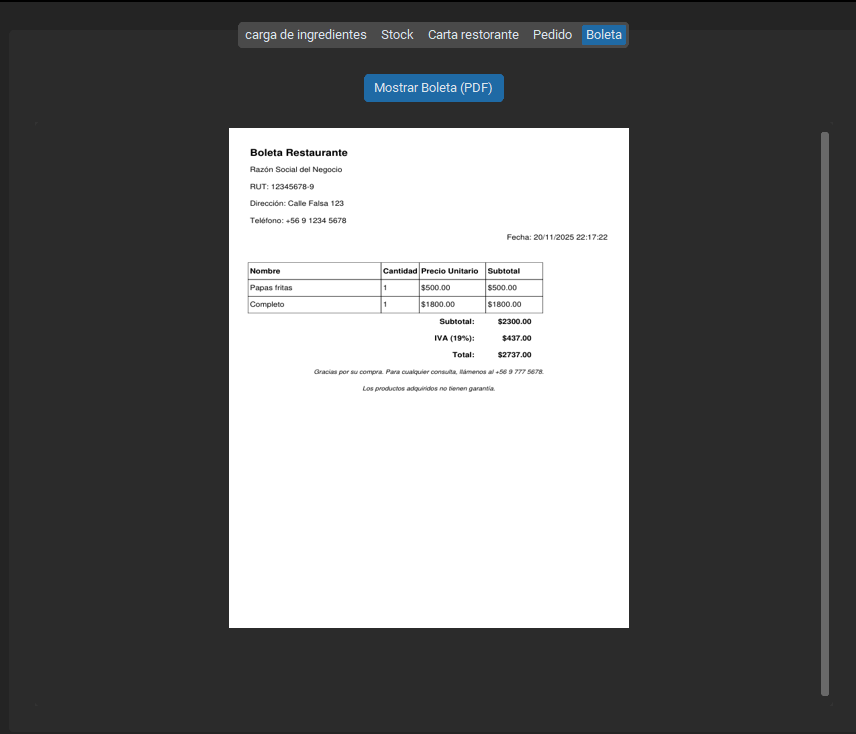 carga de ingredientes Stock Carta restorante Pedido Boleta
Mostrar Boleta (PDF)
Boleta Restaurante
Razón Social del Negocio
RUT: 12345678-9
Dirección: Calle Falsa 123
Teléfono: +56 9 1234 5678
Fecha: 20/11/2025 22:17:22
Nombre Cantidad Precio Unitario Subtotal
Papas fritas 1 $500.00 $500.00
Completo 1 $1800.00 $1800.00
Subtotal: $2300.00
IVA (19%): $437.00
Total: $2737.00
Gracias por su compra. Para cualquier consulta, llámenos al +56 9 777 5678.
Los productos adquiridos no tienen garantía.